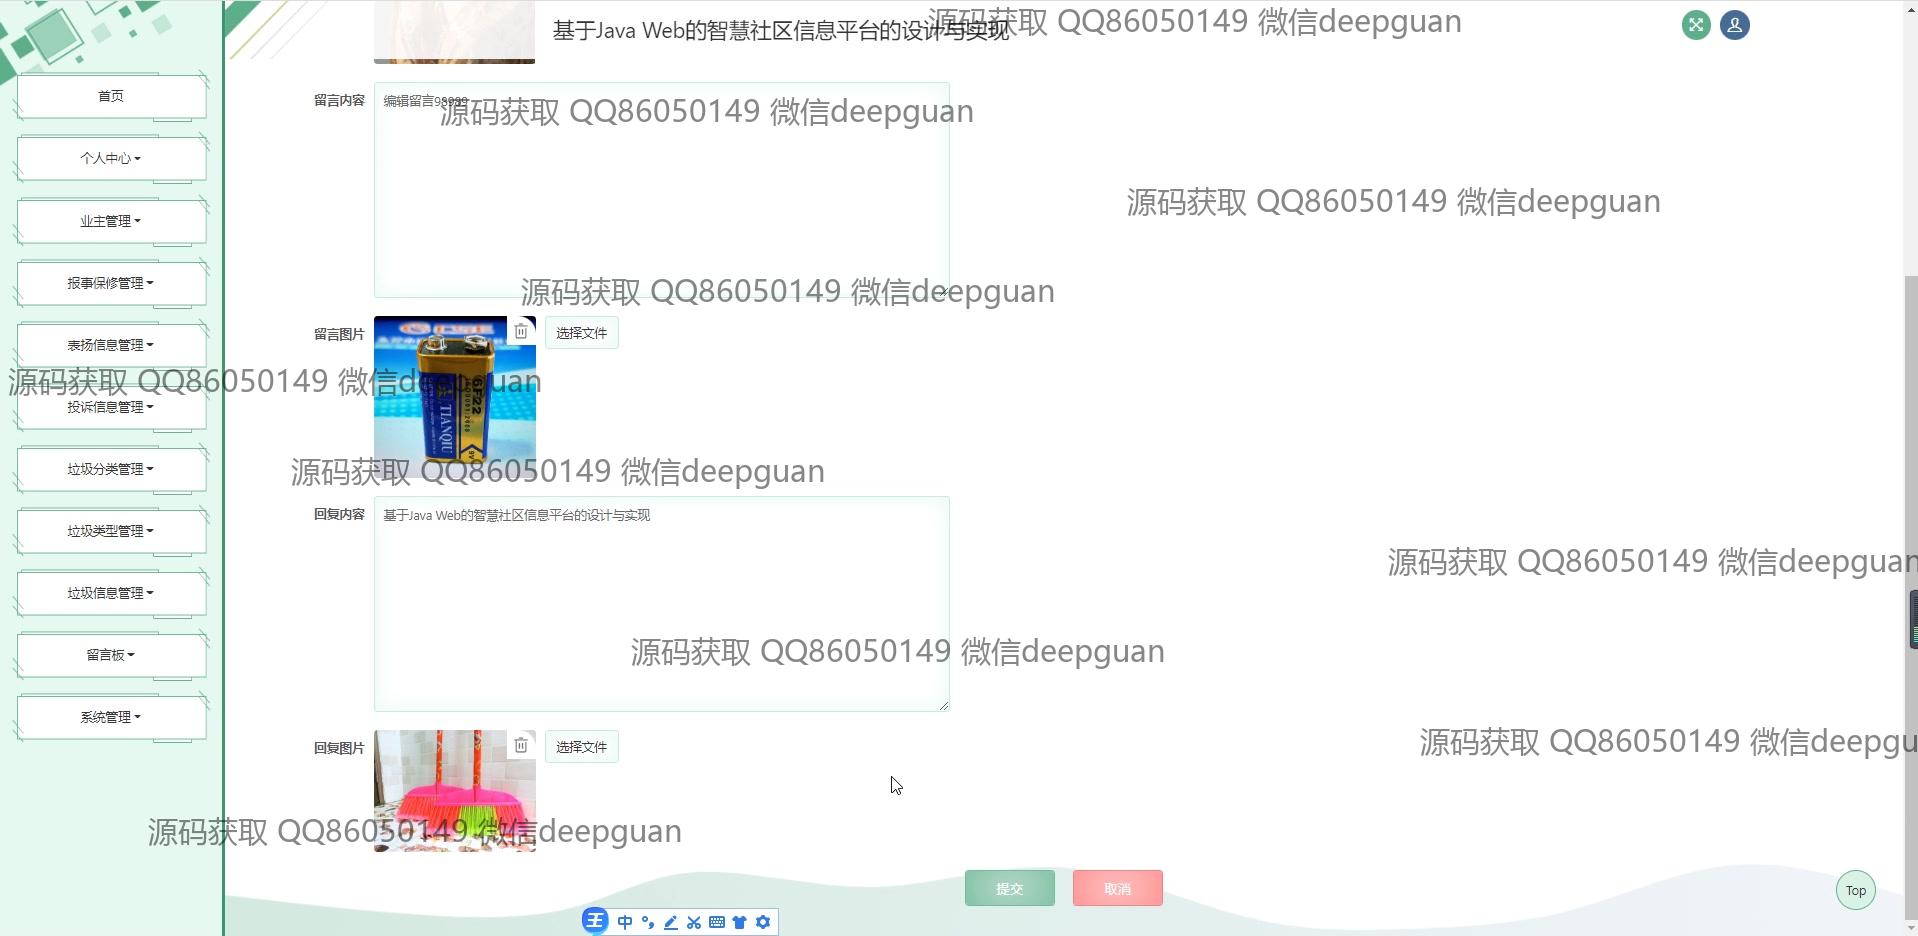 基于Java Web的智慧社区信息平台的设计与实现
源码获取 QQ86050149 微信deepguan
首页
个人中心
业主管理
报事保修管理
表扬信息管理
投诉信息管理
垃圾分类管理
垃圾类型管理
垃圾信息管理
留言板
系统管理
留言内容
编辑留言98989
源码获取 QQ86050149 微信deepguan
源码获取 QQ86050149 微信deepguan
源码获取 QQ86050149 微信deepguan
留言图片
选择文件
6F22
TIANQIU
9V
源码获取 QQ86050149 微信deepguan
源码获取 QQ86050149 微信deepguan
回复内容
基于Java Web的智慧社区信息平台的设计与实现
源码获取 QQ86050149 微信deepguan
源码获取 QQ86050149 微信deepguan
回复图片
选择文件
源码获取 QQ86050149 微信deepgu
源码获取 QQ86050149 微信deepguan
提交
取消
Top
王 中